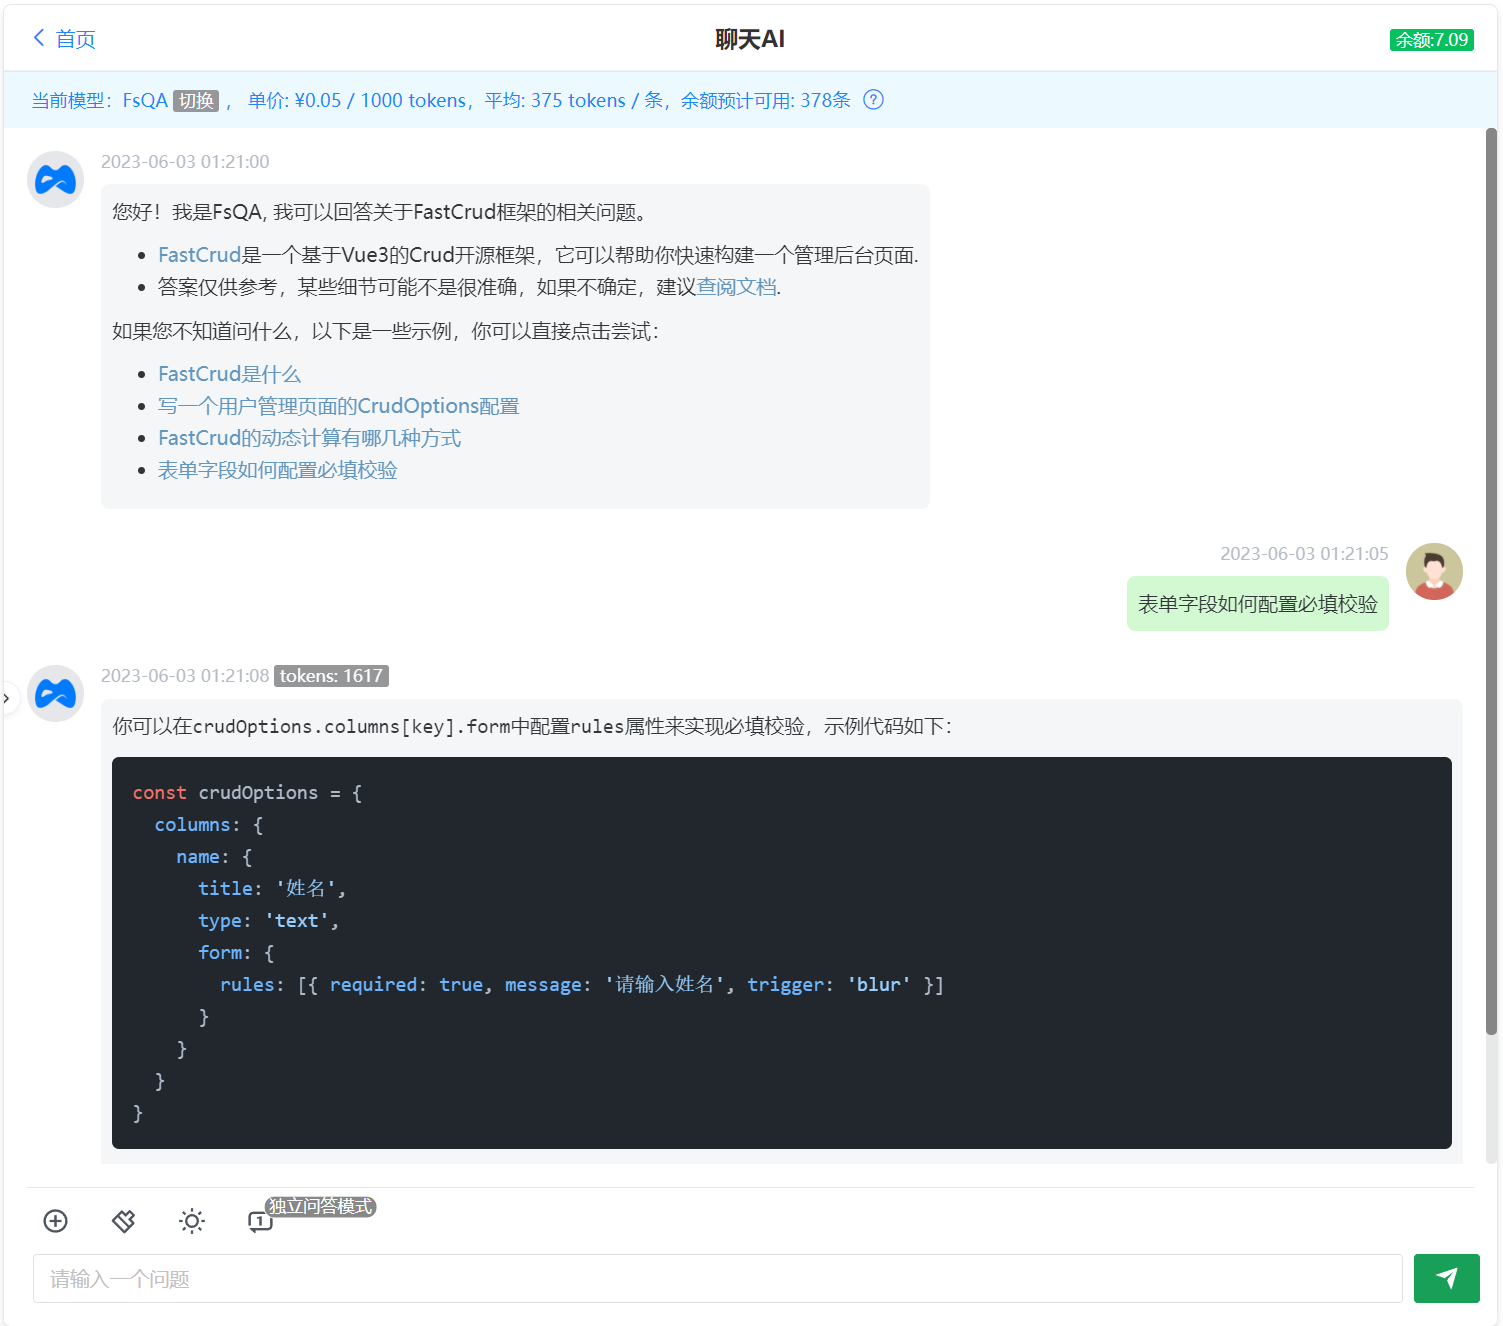 首页
聊天AI
余额:7.09
当前模型：FsQA 切换 ， 单价: ¥0.05 / 1000 tokens，平均: 375 tokens / 条，余额预计可用: 378条
2023-06-03 01:21:00
您好！我是FsQA, 我可以回答关于FastCrud框架的相关问题。
FastCrud是一个基于Vue3的Crud开源框架，它可以帮助你快速构建一个管理后台页面.
答案仅供参考，某些细节可能不是很准确，如果不确定，建议查阅文档.
如果您不知道问什么，以下是一些示例，你可以直接点击尝试：
FastCrud是什么
写一个用户管理页面的CrudOptions配置
FastCrud的动态计算有哪几种方式
表单字段如何配置必填校验
2023-06-03 01:21:05
表单字段如何配置必填校验
2023-06-03 01:21:08 tokens: 1617
你可以在crudOptions.columns[key].form中配置rules属性来实现必填校验，示例代码如下：
const crudOptions = {
columns: {
name: {
title: '姓名',
type: 'text',
form: {
rules: [{ required: true, message: '请输入姓名', trigger: 'blur' }]
}
}
}
}
1 独立问答模式
请输入一个问题